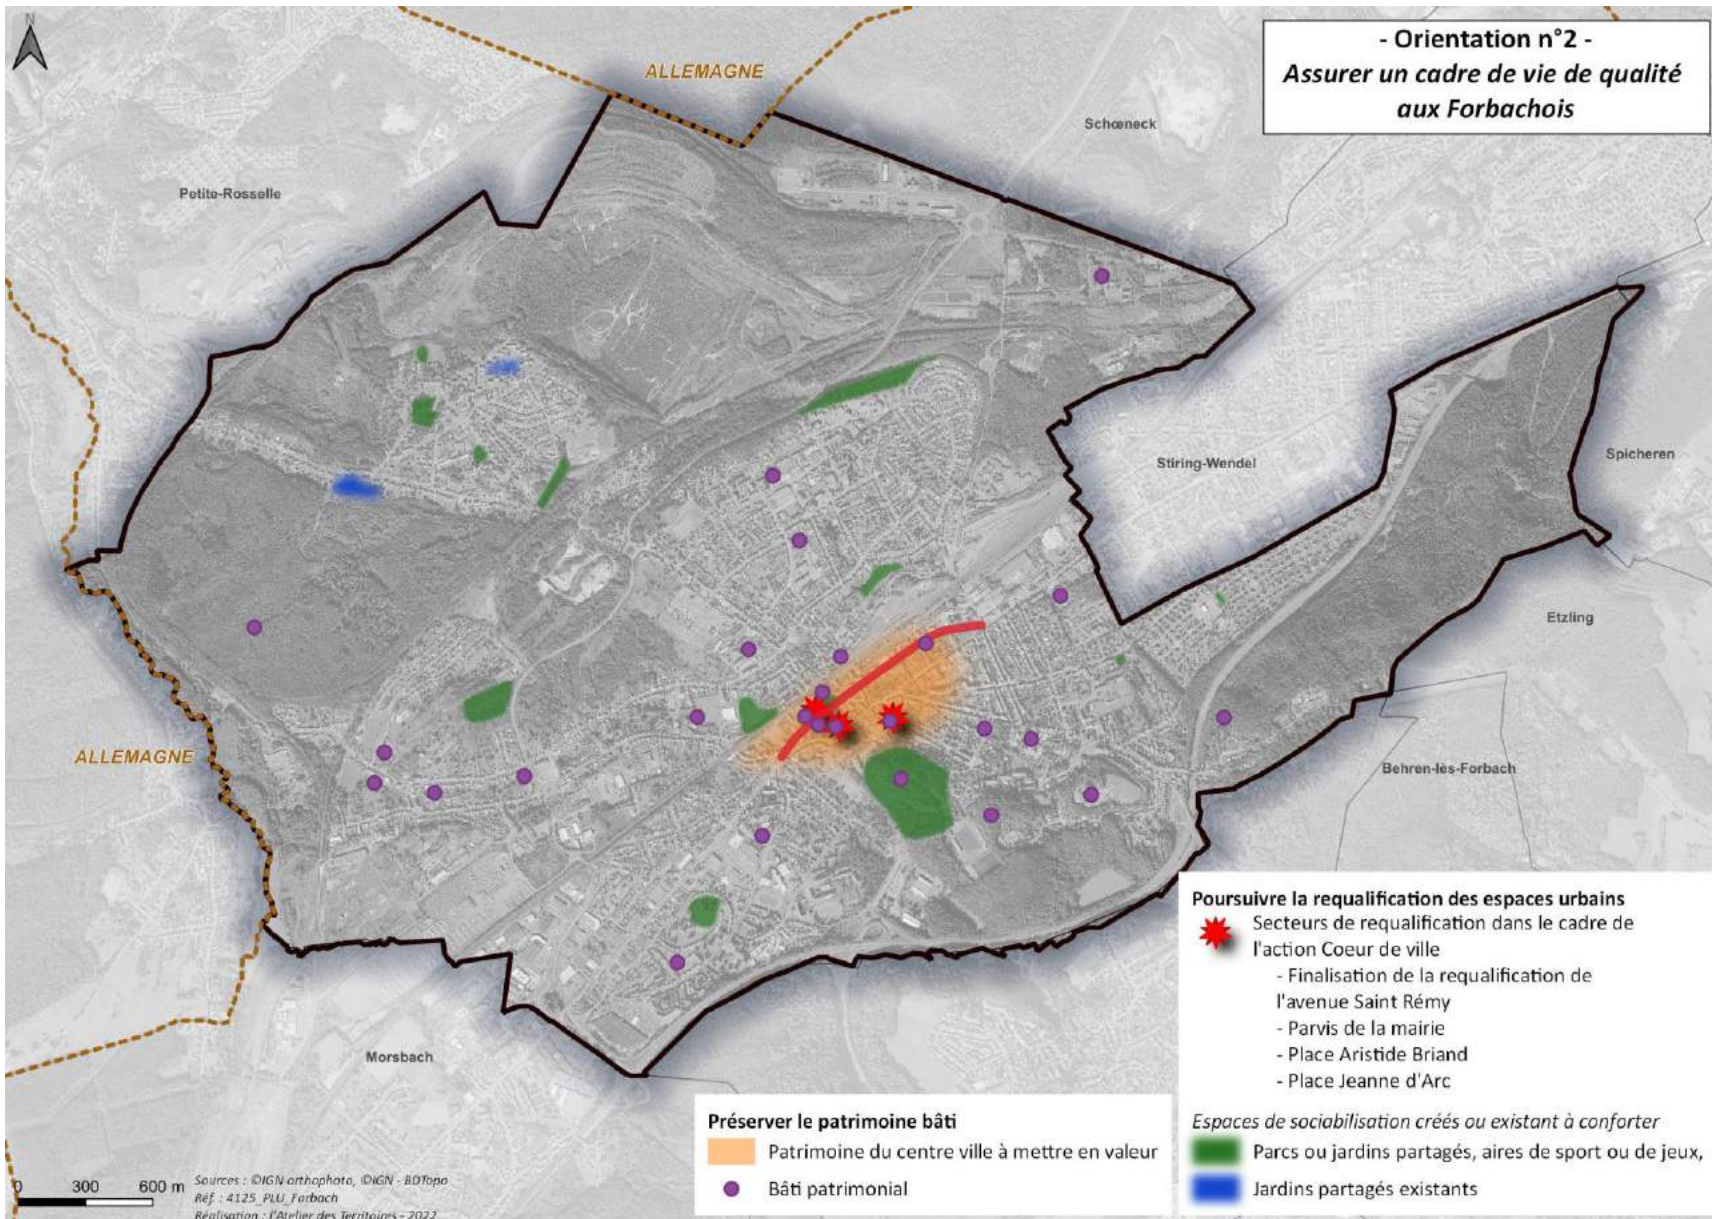 N
ALLEMAGNE
- Orientation n°2 -
Assurer un cadre de vie de qualité
aux Forbachois
Schœneck
Petite-Rosselle
Stiring-Wendel
Spicheren
Etzling
ALLEMAGNE
Behren-lès-Forbach
Morsbach
Poursuivre la requalification des espaces urbains
Secteurs de requalification dans le cadre de
l'action Coeur de ville
- Finalisation de la requalification de
l'avenue Saint Rémy
- Parvis de la mairie
- Place Aristide Briand
- Place Jeanne d'Arc
Espaces de sociabilisation créés ou existant à conforter
Parcs ou jardins partagés, aires de sport ou de jeux,
Jardins partagés existants
Préserver le patrimoine bâti
Patrimoine du centre ville à mettre en valeur
Bâti patrimonial
0 300 600 m
Sources : ©IGN orthophoto, ©IGN - BDTopo
Réf. : 4125_PLU_Forbach
Réalisation : l'Atelier des Territoires - 2022